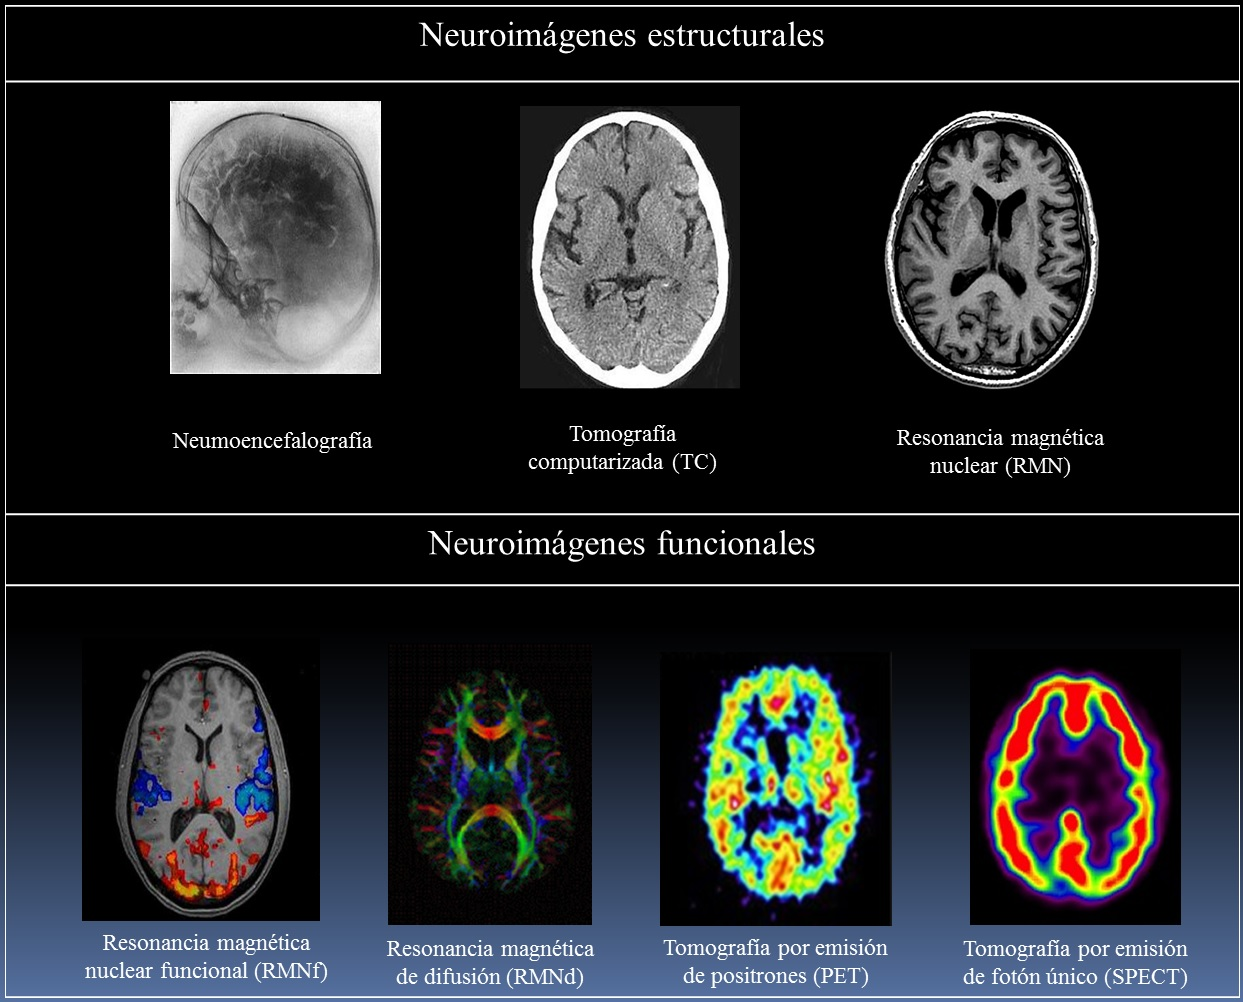 Neuroimágenes estructurales
Neumoencefalografía
Tomografía
computarizada (TC)
Resonancia magnética
nuclear (RMN)
Neuroimágenes funcionales
Resonancia magnética
nuclear funcional (RMNf)
Resonancia magnética
de difusión (RMNd)
Tomografía por emisión
de positrones (PET)
Tomografía por emisión
de fotón único (SPECT)